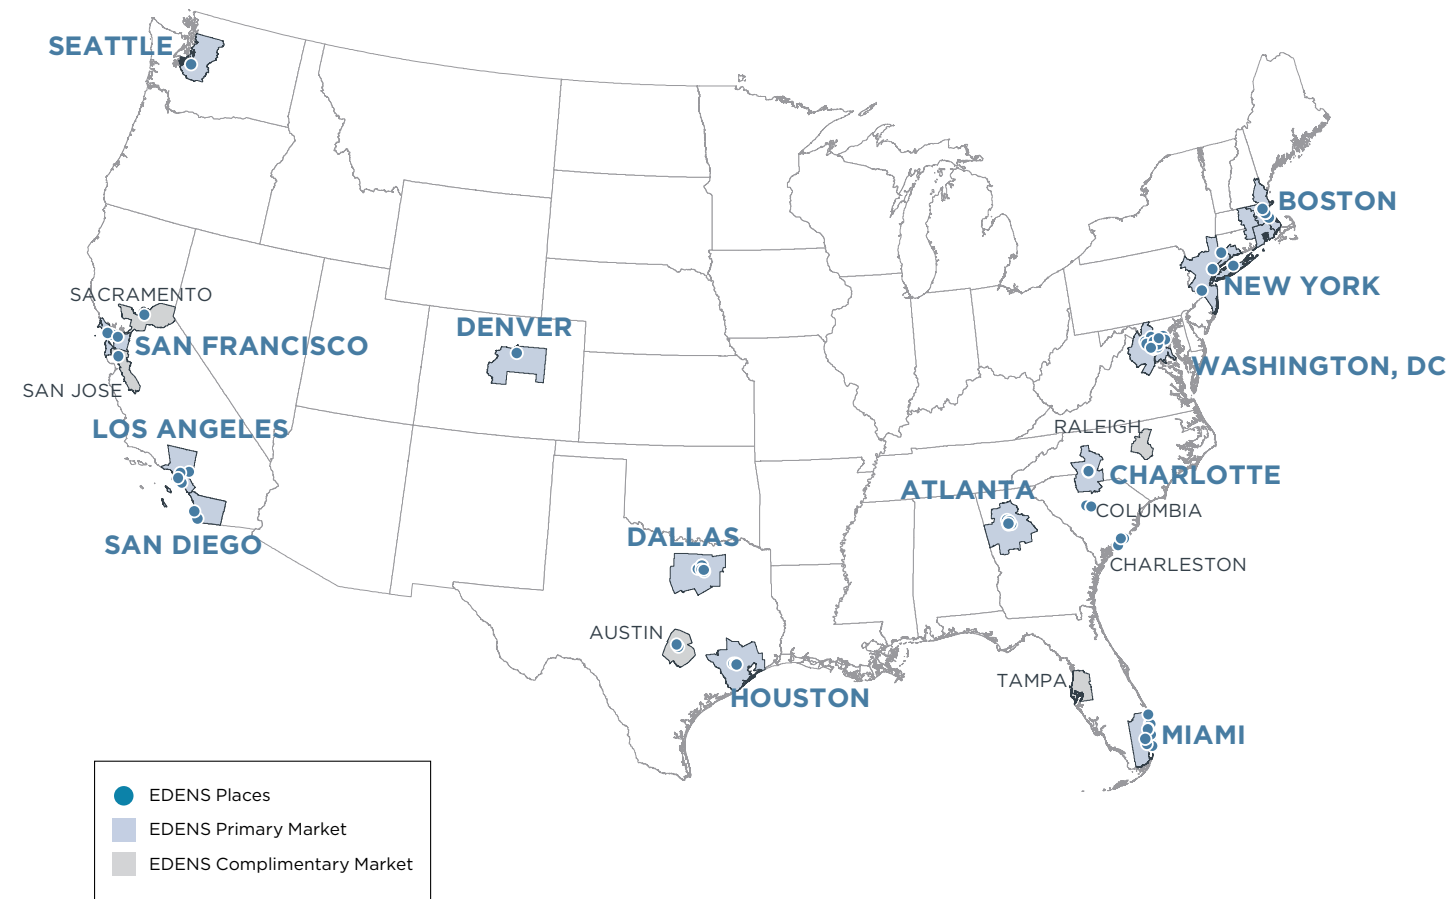 SEATTLE
BOSTON
NEW YORK
SACRAMENTO
DENVER
SAN FRANCISCO
WASHINGTON, DC
SAN JOSE
LOS ANGELES
RALEIGH
CHARLOTTE
ATLANTA
COLUMBIA
SAN DIEGO
DALLAS
CHARLESTON
AUSTIN
TAMPA
HOUSTON
MIAMI
EDENS Places
EDENS Primary Market
EDENS Complimentary Market